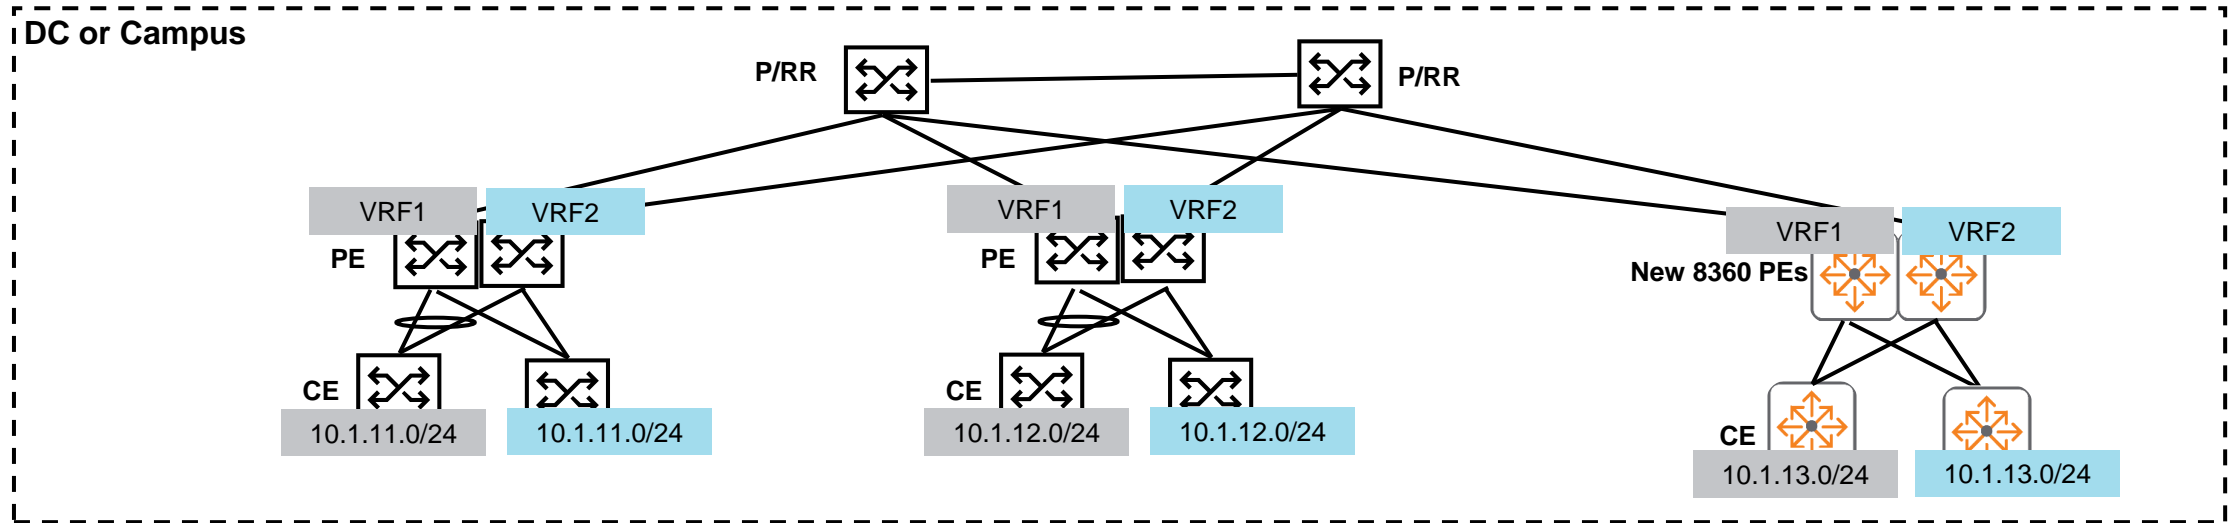 DC or Campus
P/RR
P/RR
VRF1
VRF2
VRF1
VRF2
VRF1
VRF2
PE
PE
New 8360 PEs
CE
CE
CE
10.1.11.0/24
10.1.11.0/24
10.1.12.0/24
10.1.12.0/24
10.1.13.0/24
10.1.13.0/24